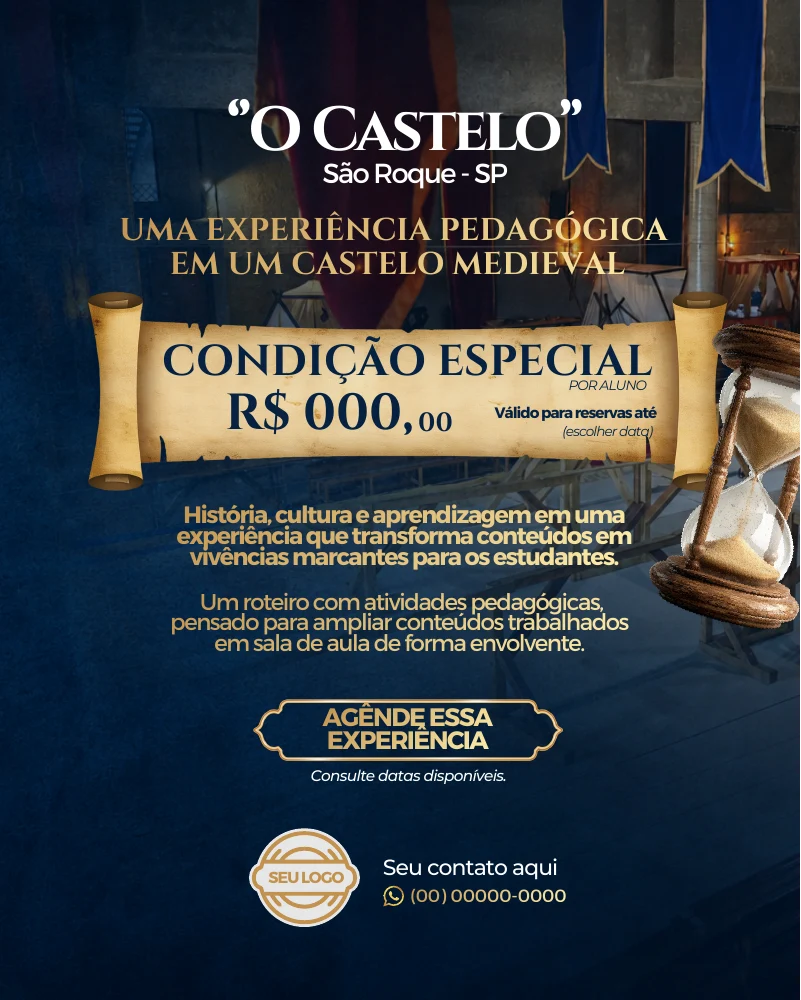 “O CASTELO”
São Roque - SP
UMA EXPERIÊNCIA PEDAGÓGICA
EM UM CASTELO MEDIEVAL
CONDIÇÃO ESPECIAL
POR ALUNO
R$ 000,00
Válido para reservas até
(escolher data)
História, cultura e aprendizagem em uma
experiência que transforma conteúdos em
vivências marcantes para os estudantes.
Um roteiro com atividades pedagógicas,
pensado para ampliar conteúdos trabalhados
em sala de aula de forma envolvente.
AGÊNDE ESSA
EXPERIÊNCIA
Consulte datas disponíveis.
SEU LOGO
Seu contato aqui
(00) 00000-0000